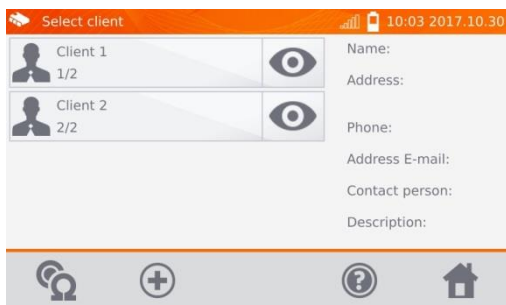 Select client
10:03 2017.10.30
Client 1
1/2
Client 2
2/2
Name:
Address:
Phone:
Address E-mail:
Contact person:
Description: